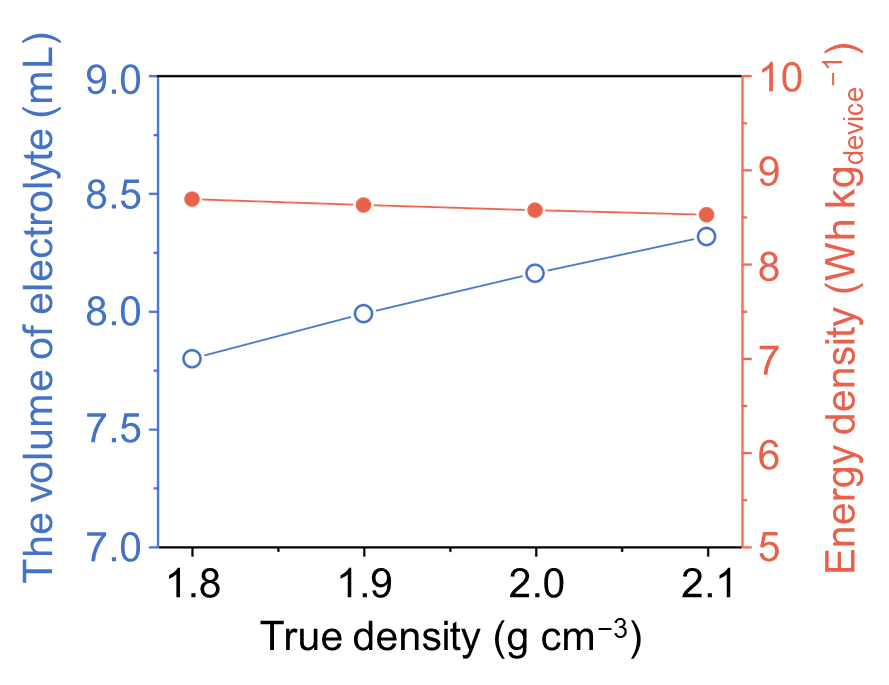 The volume of electrolyte (mL)
9.0
8.5
8.0
7.5
7.0
10
9
8
7
6
5
Energy density (Wh kg_device⁻¹)
1.8 1.9 2.0 2.1
True density (g cm⁻³)